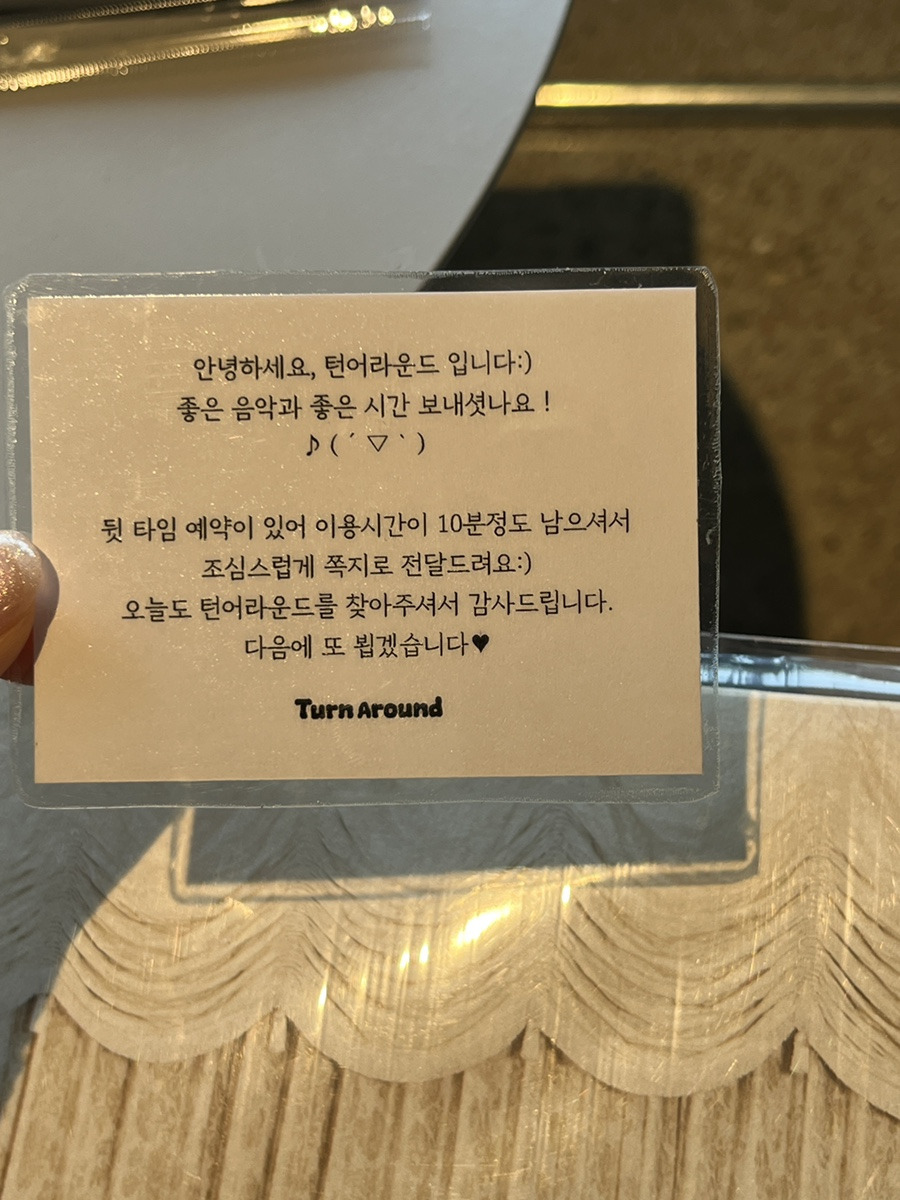 안녕하세요, 턴어라운드 입니다:)
좋은 음악과 좋은 시간 보내셧나요 !
♪ ( ´ ▽ ` )
뒷 타임 예약이 있어 이용시간이 10분정도 남으셔서
조심스럽게 쪽지로 전달드려요:)
오늘도 턴어라운드를 찾아주셔서 감사드립니다.
다음에 또 뵙겠습니다♥
Turn Around